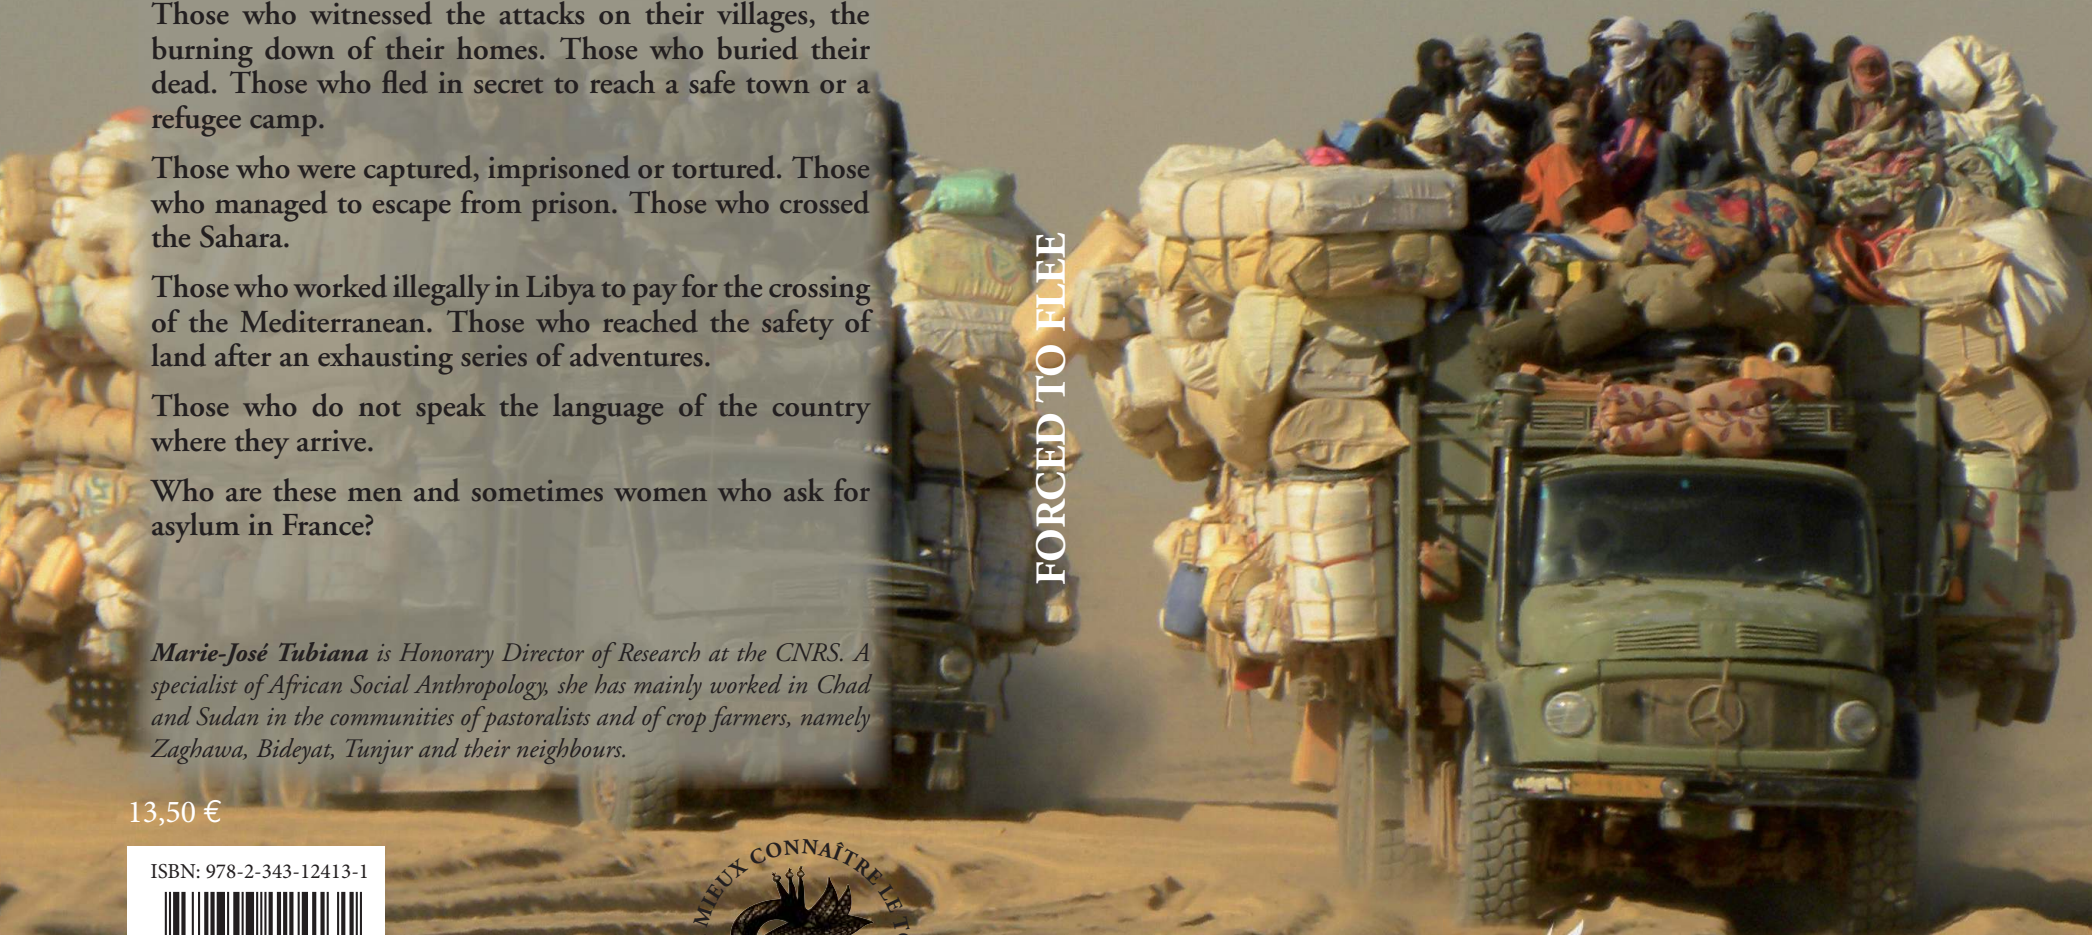 Those who witnessed the attacks on their villages, the
burning down of their homes. Those who buried their
dead. Those who fled in secret to reach a safe town or a
refugee camp.
Those who were captured, imprisoned or tortured. Those
who managed to escape from prison. Those who crossed
the Sahara.
Those who worked illegally in Libya to pay for the crossing
of the Mediterranean. Those who reached the safety of
land after an exhausting series of adventures.
Those who do not speak the language of the country
where they arrive.
Who are these men and sometimes women who ask for
asylum in France?
Marie-José Tubiana is Honorary Director of Research at the CNRS. A
specialist of African Social Anthropology, she has mainly worked in Chad
and Sudan in the communities of pastoralists and of crop farmers, namely
Zaghawa, Bideyat, Tunjur and their neighbours.
13,50 €
ISBN: 978-2-343-12413-1
MIEUX CONNAÎTRE LE
FORCED TO FLEE